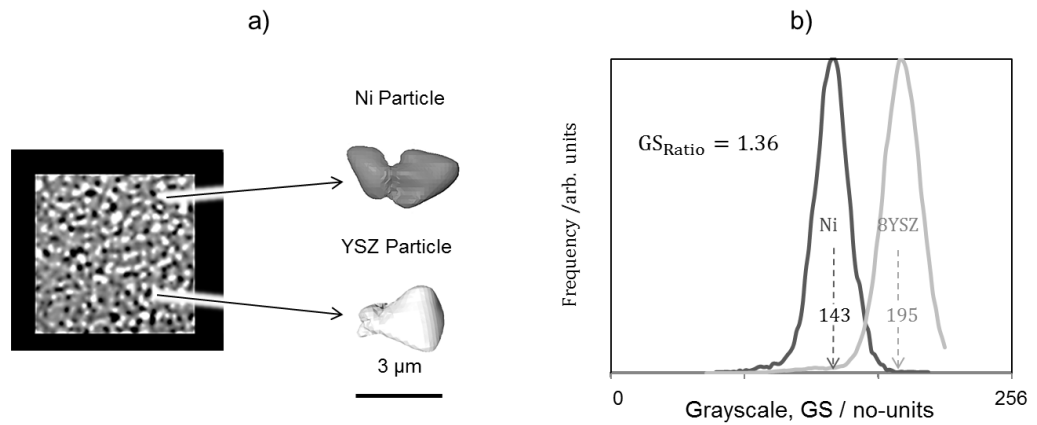 a)
Ni Particle
YSZ Particle
3 µm
b)
Frequency /arb. units
GSRatio = 1.36
Ni
8YSZ
143
195
0
256
Grayscale, GS / no-units